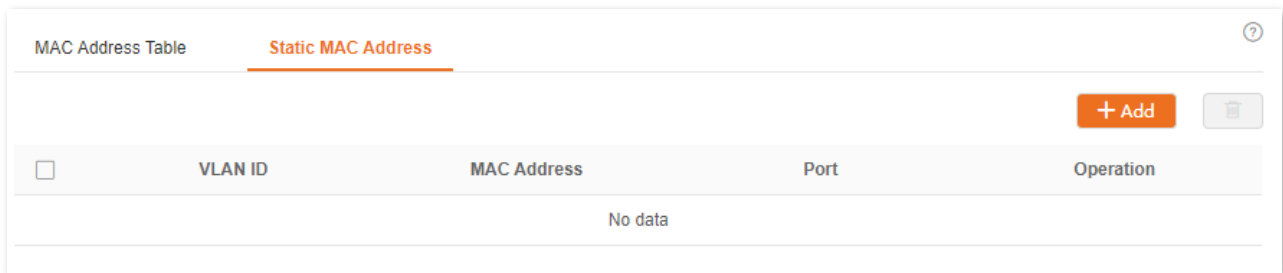 MAC Address Table Static MAC Address ?
+ Add
VLAN ID MAC Address Port Operation
No data